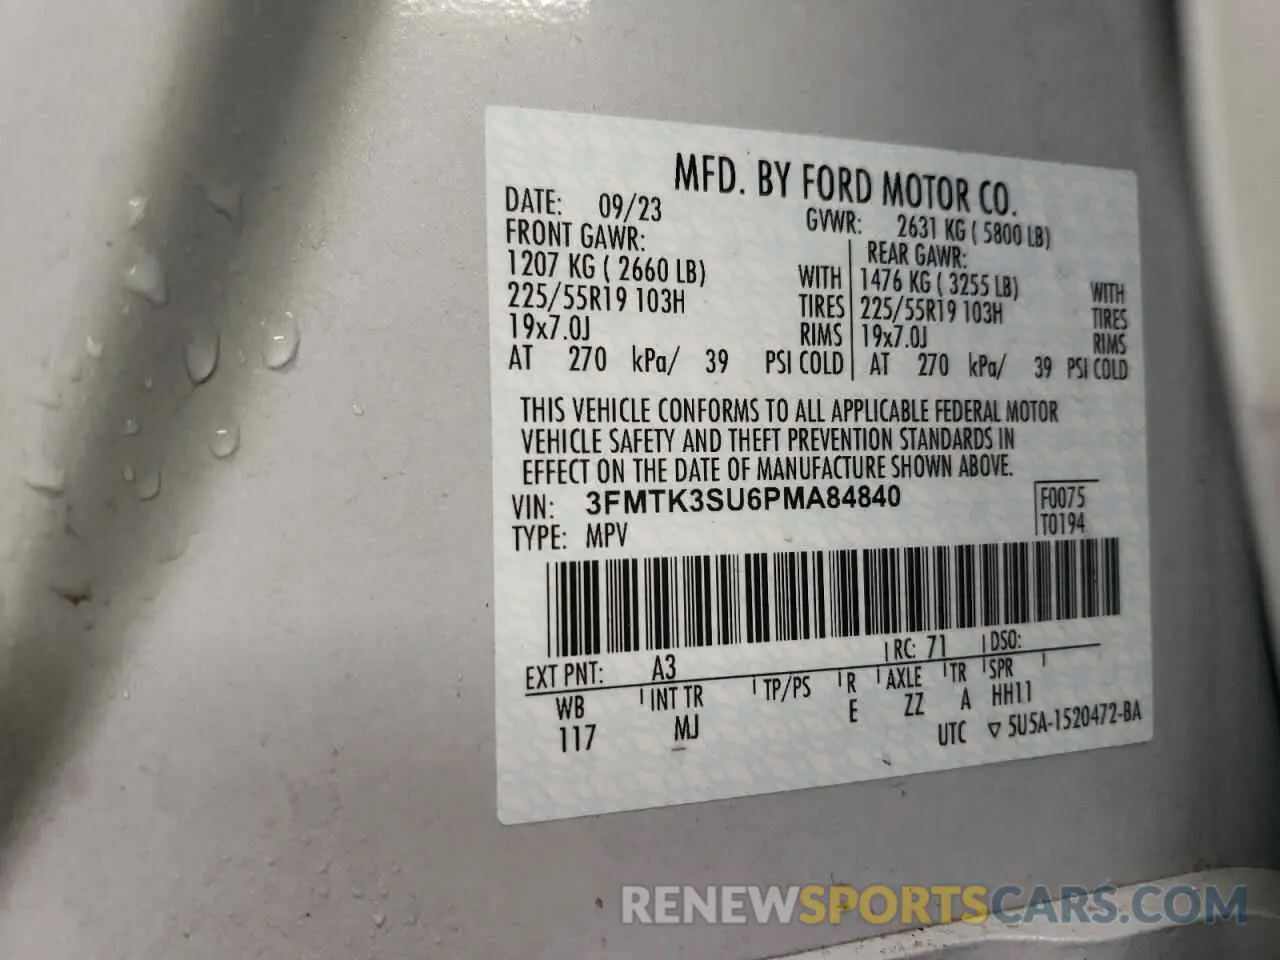 MFD. BY FORD MOTOR CO.
DATE: 09/23 GVWR: 2631 KG ( 5800 LB)
FRONT GAWR: REAR GAWR:
1207 KG ( 2660 LB) WITH 1476 KG ( 3255 LB) WITH
225/55R19 103H TIRES 225/55R19 103H TIRES
19x7.0J RIMS 19x7.0J RIMS
AT 270 kPa/ 39 PSI COLD AT 270 kPa/ 39 PSI COLD
THIS VEHICLE CONFORMS TO ALL APPLICABLE FEDERAL MOTOR
VEHICLE SAFETY AND THEFT PREVENTION STANDARDS IN
EFFECT ON THE DATE OF MANUFACTURE SHOWN ABOVE.
VIN: 3FMTK3SU6PMA84840 F0075
TYPE: MPV T0194
EXT PNT: A3 RC: 71 DSO:
WB INT TR TP/PS R AXLE TR SPR
117 MJ E ZZ A HH11
UTC ▽ 5U5A-1520472-BA
RENEWSPORTSCARS.COM